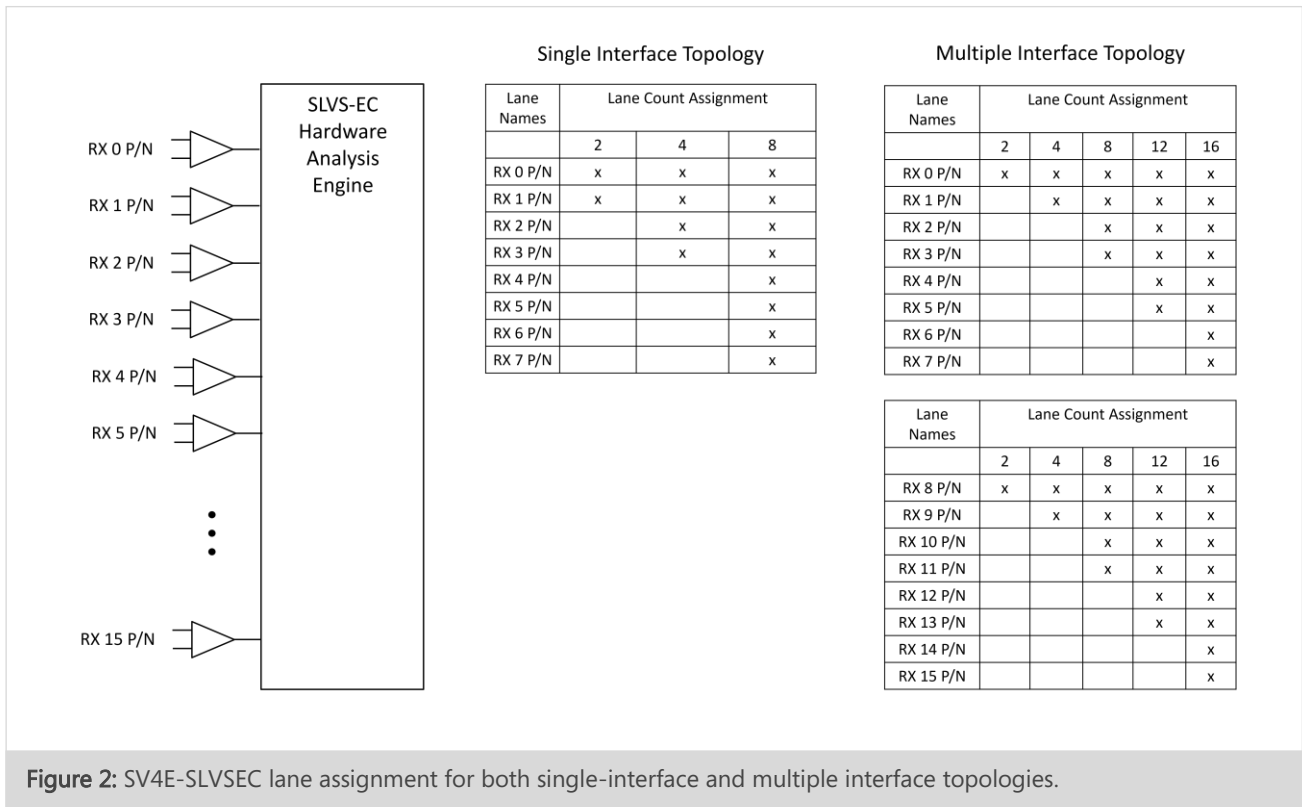 SLVS-EC
Hardware
Analysis
Engine
RX 0 P/N
RX 1 P/N
RX 2 P/N
RX 3 P/N
RX 4 P/N
RX 5 P/N
RX 15 P/N
Single Interface Topology
Lane Names Lane Count Assignment
2 4 8
RX 0 P/N x x x
RX 1 P/N x x x
RX 2 P/N x x
RX 3 P/N x x
RX 4 P/N x
RX 5 P/N x
RX 6 P/N x
RX 7 P/N x
Multiple Interface Topology
Lane Names Lane Count Assignment
2 4 8 12 16
RX 0 P/N x x x x x
RX 1 P/N x x x x
RX 2 P/N x x x
RX 3 P/N x x x
RX 4 P/N x x
RX 5 P/N x x
RX 6 P/N x
RX 7 P/N x
Lane Names Lane Count Assignment
2 4 8 12 16
RX 8 P/N x x x x x
RX 9 P/N x x x x
RX 10 P/N x x x
RX 11 P/N x x x
RX 12 P/N x x
RX 13 P/N x x
RX 14 P/N x
RX 15 P/N x
Figure 2: SV4E-SLVSEC lane assignment for both single-interface and multiple interface topologies.